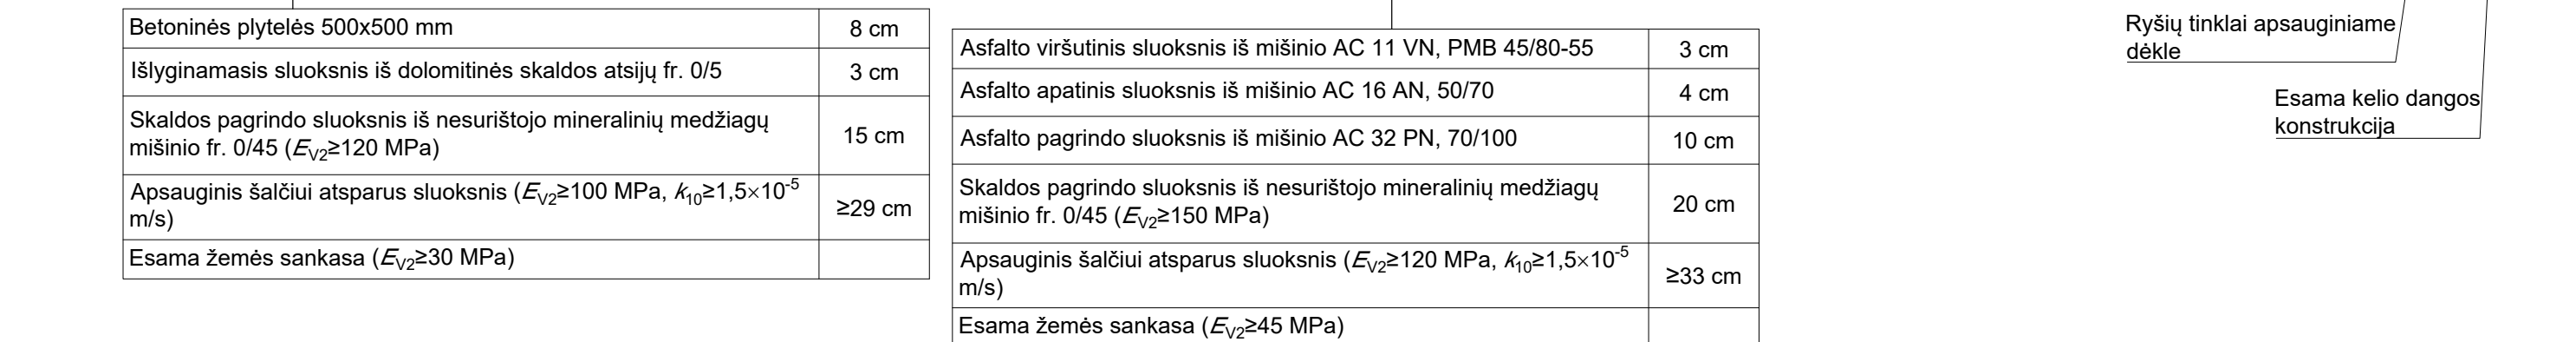 Betoninės plytelės 500x500 mm 8 cm
Išlyginamasis sluoksnis iš dolomitinės skaldos atsijų fr. 0/5 3 cm
Skaldos pagrindo sluoksnis iš nesurištojo mineralinių medžiagų
mišinio fr. 0/45 (EV2≥120 MPa) 15 cm
Apsauginis šalčiui atsparus sluoksnis (EV2≥100 MPa, k10≥1,5×10-5
m/s) ≥29 cm
Esama žemės sankasa (EV2≥30 MPa)
Asfalto viršutinis sluoksnis iš mišinio AC 11 VN, PMB 45/80-55 3 cm
Asfalto apatinis sluoksnis iš mišinio AC 16 AN, 50/70 4 cm
Asfalto pagrindo sluoksnis iš mišinio AC 32 PN, 70/100 10 cm
Skaldos pagrindo sluoksnis iš nesurištojo mineralinių medžiagų
mišinio fr. 0/45 (EV2≥150 MPa) 20 cm
Apsauginis šalčiui atsparus sluoksnis (EV2≥120 MPa, k10≥1,5×10-5
m/s) ≥33 cm
Esama žemės sankasa (EV2≥45 MPa)
Ryšių tinklai apsauginiame
dėkle
Esama kelio dangos
konstrukcija